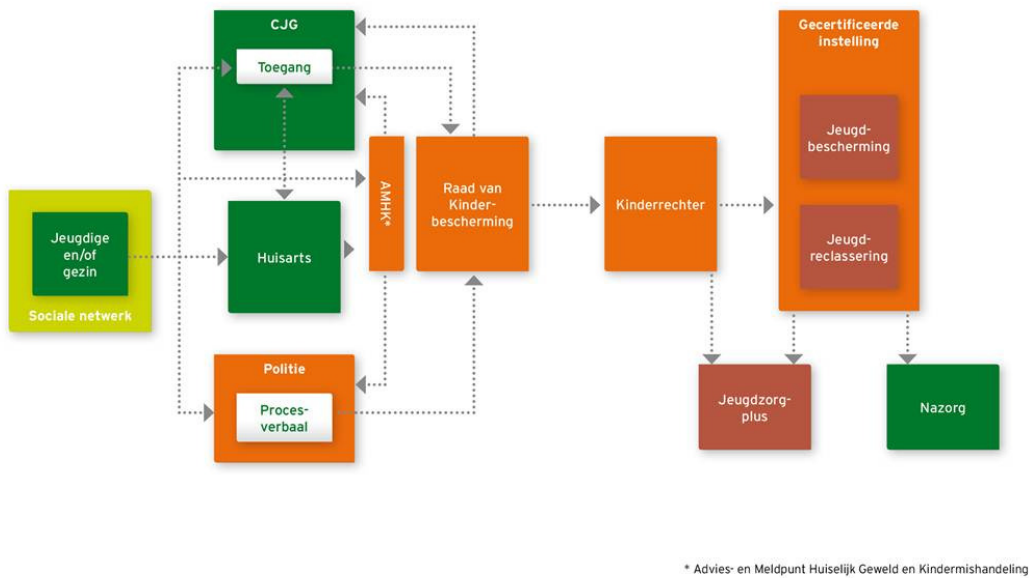 CJG
Toegang
Gecertificeerde
instelling
Jeugd-
bescherming
AMHK*
Raad van
Kinder-
bescherming
Kinderrechter
Jeugdige
en/of
gezin
Huisarts
Jeugd-
reclassering
Sociale netwerk
Politie
Proces-
verbaal
Jeugdzorg-
plus
Nazorg
* Advies- en Meldpunt Huiselijk Geweld en Kindermishandeling